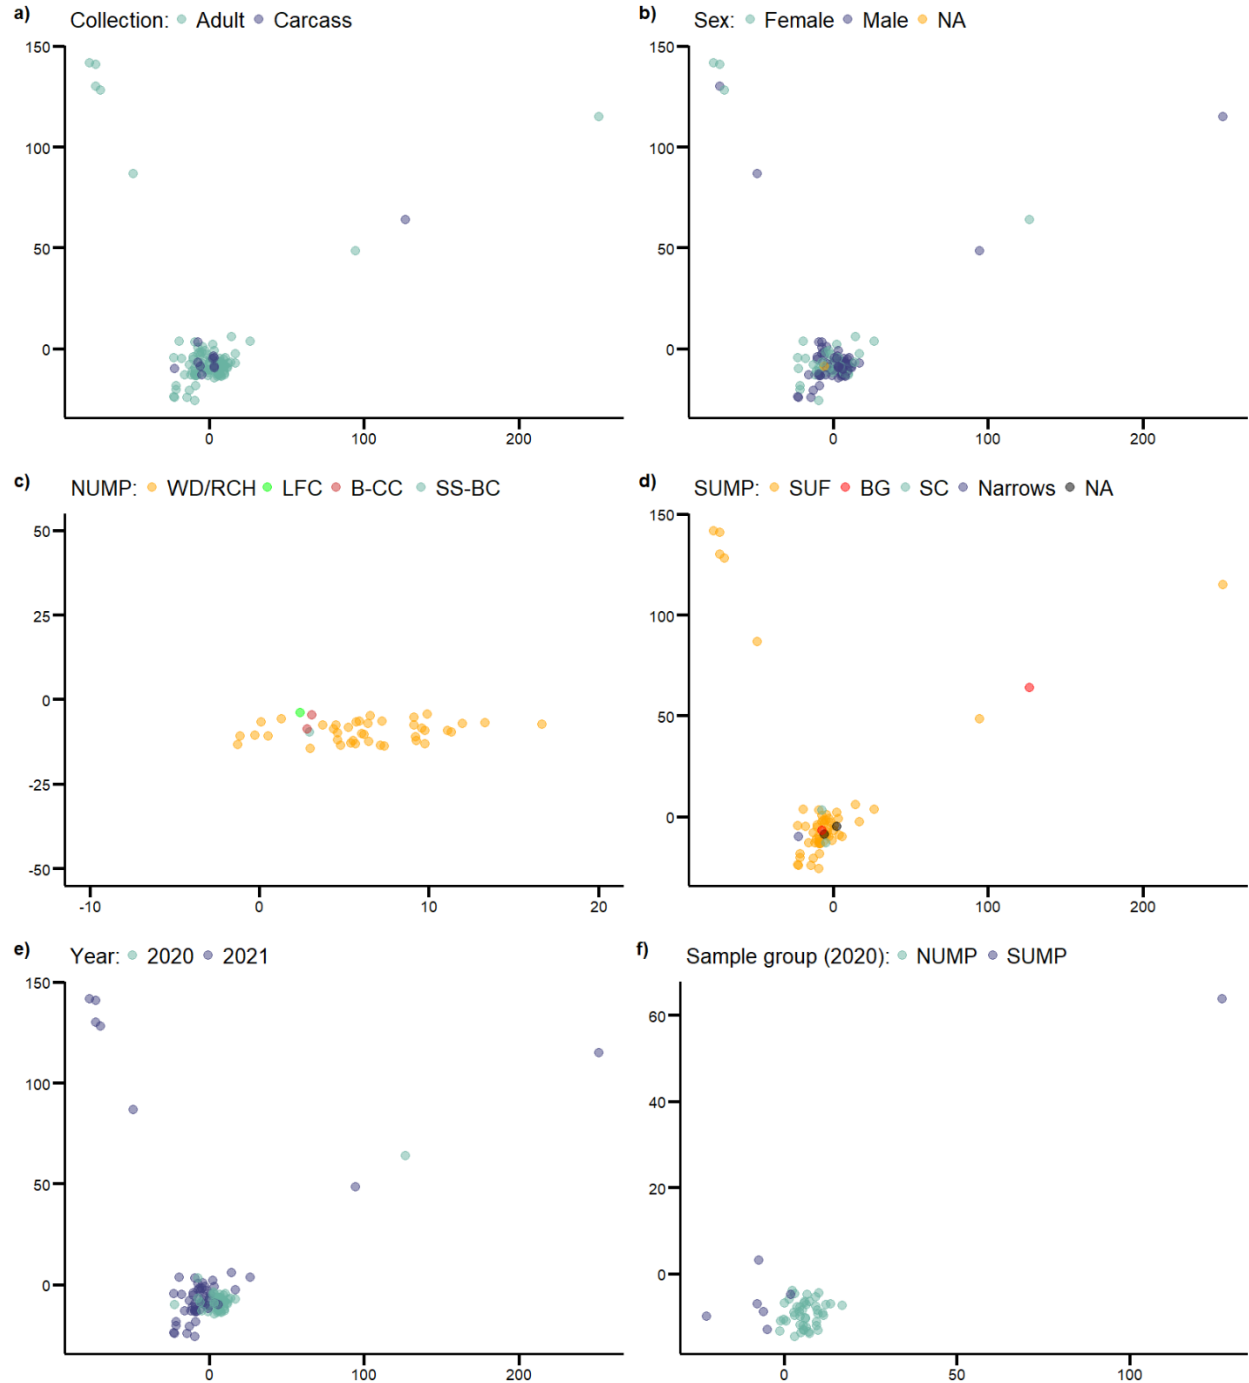 a) Collection: Adult Carcass
150
100
50
0
0 100 200
b) Sex: Female Male NA
150
100
50
0
0 100 200
c) NUMP: WD/RCH LFC B-CC SS-BC
50
25
0
-25
-50
-10 0 10 20
d) SUMP: SUF BG SC Narrows NA
150
100
50
0
0 100 200
e) Year: 2020 2021
150
100
50
0
0 100 200
f) Sample group (2020): NUMP SUMP
60
40
20
0
0 50 100